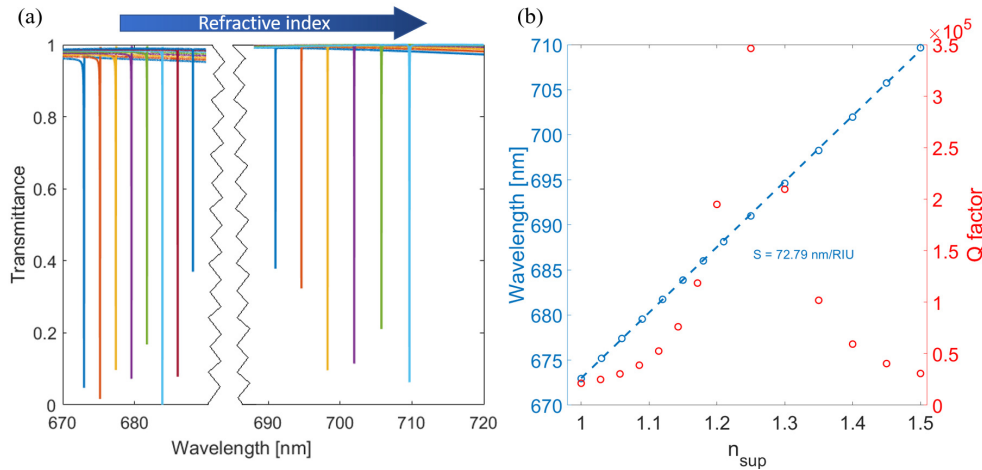 (a)
Refractive index
1
0.8
0.6
0.4
0.2
0
Transmittance
670 680 690 700 710 720
Wavelength [nm]
(b)
710
705
700
695
690
685
680
675
670
Wavelength [nm]
S = 72.79 nm/RIU
×10⁵
3.5
3
2.5
2
1.5
1
0.5
0
Q factor
1 1.1 1.2 1.3 1.4 1.5
n_sup